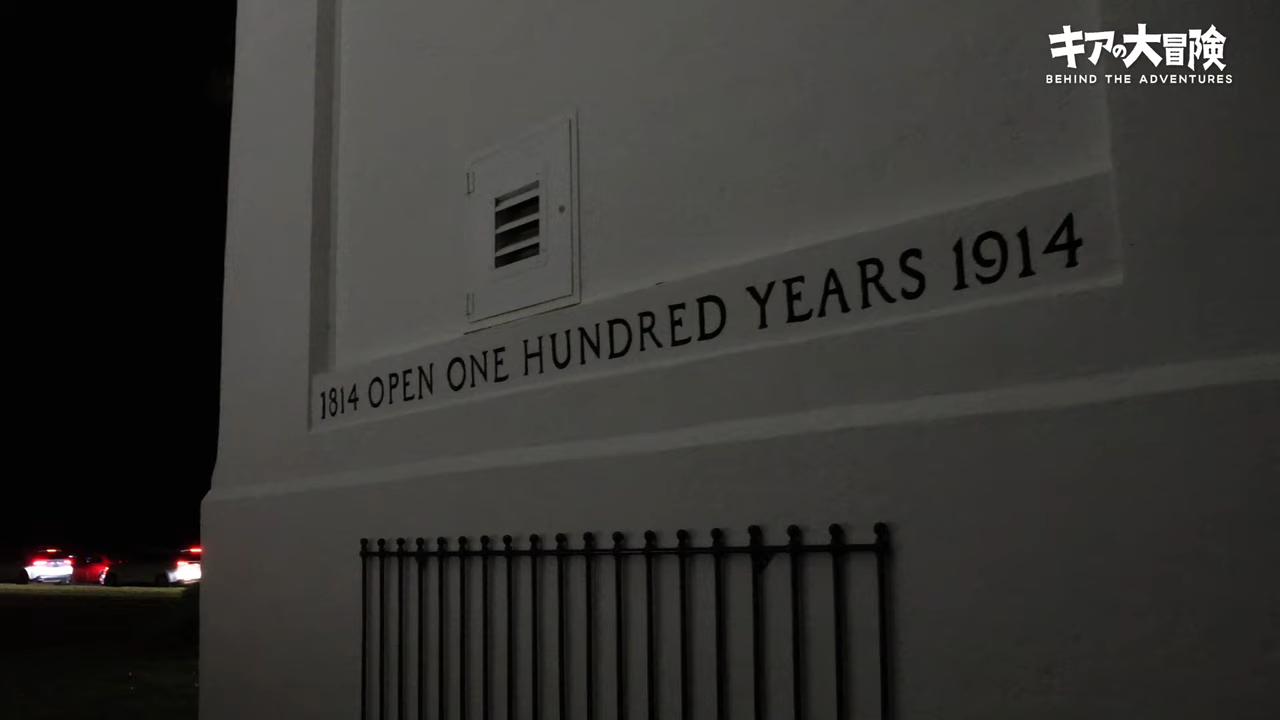 キアの大冒険
BEHIND THE ADVENTURES
1814 OPEN ONE HUNDRED YEARS 1914